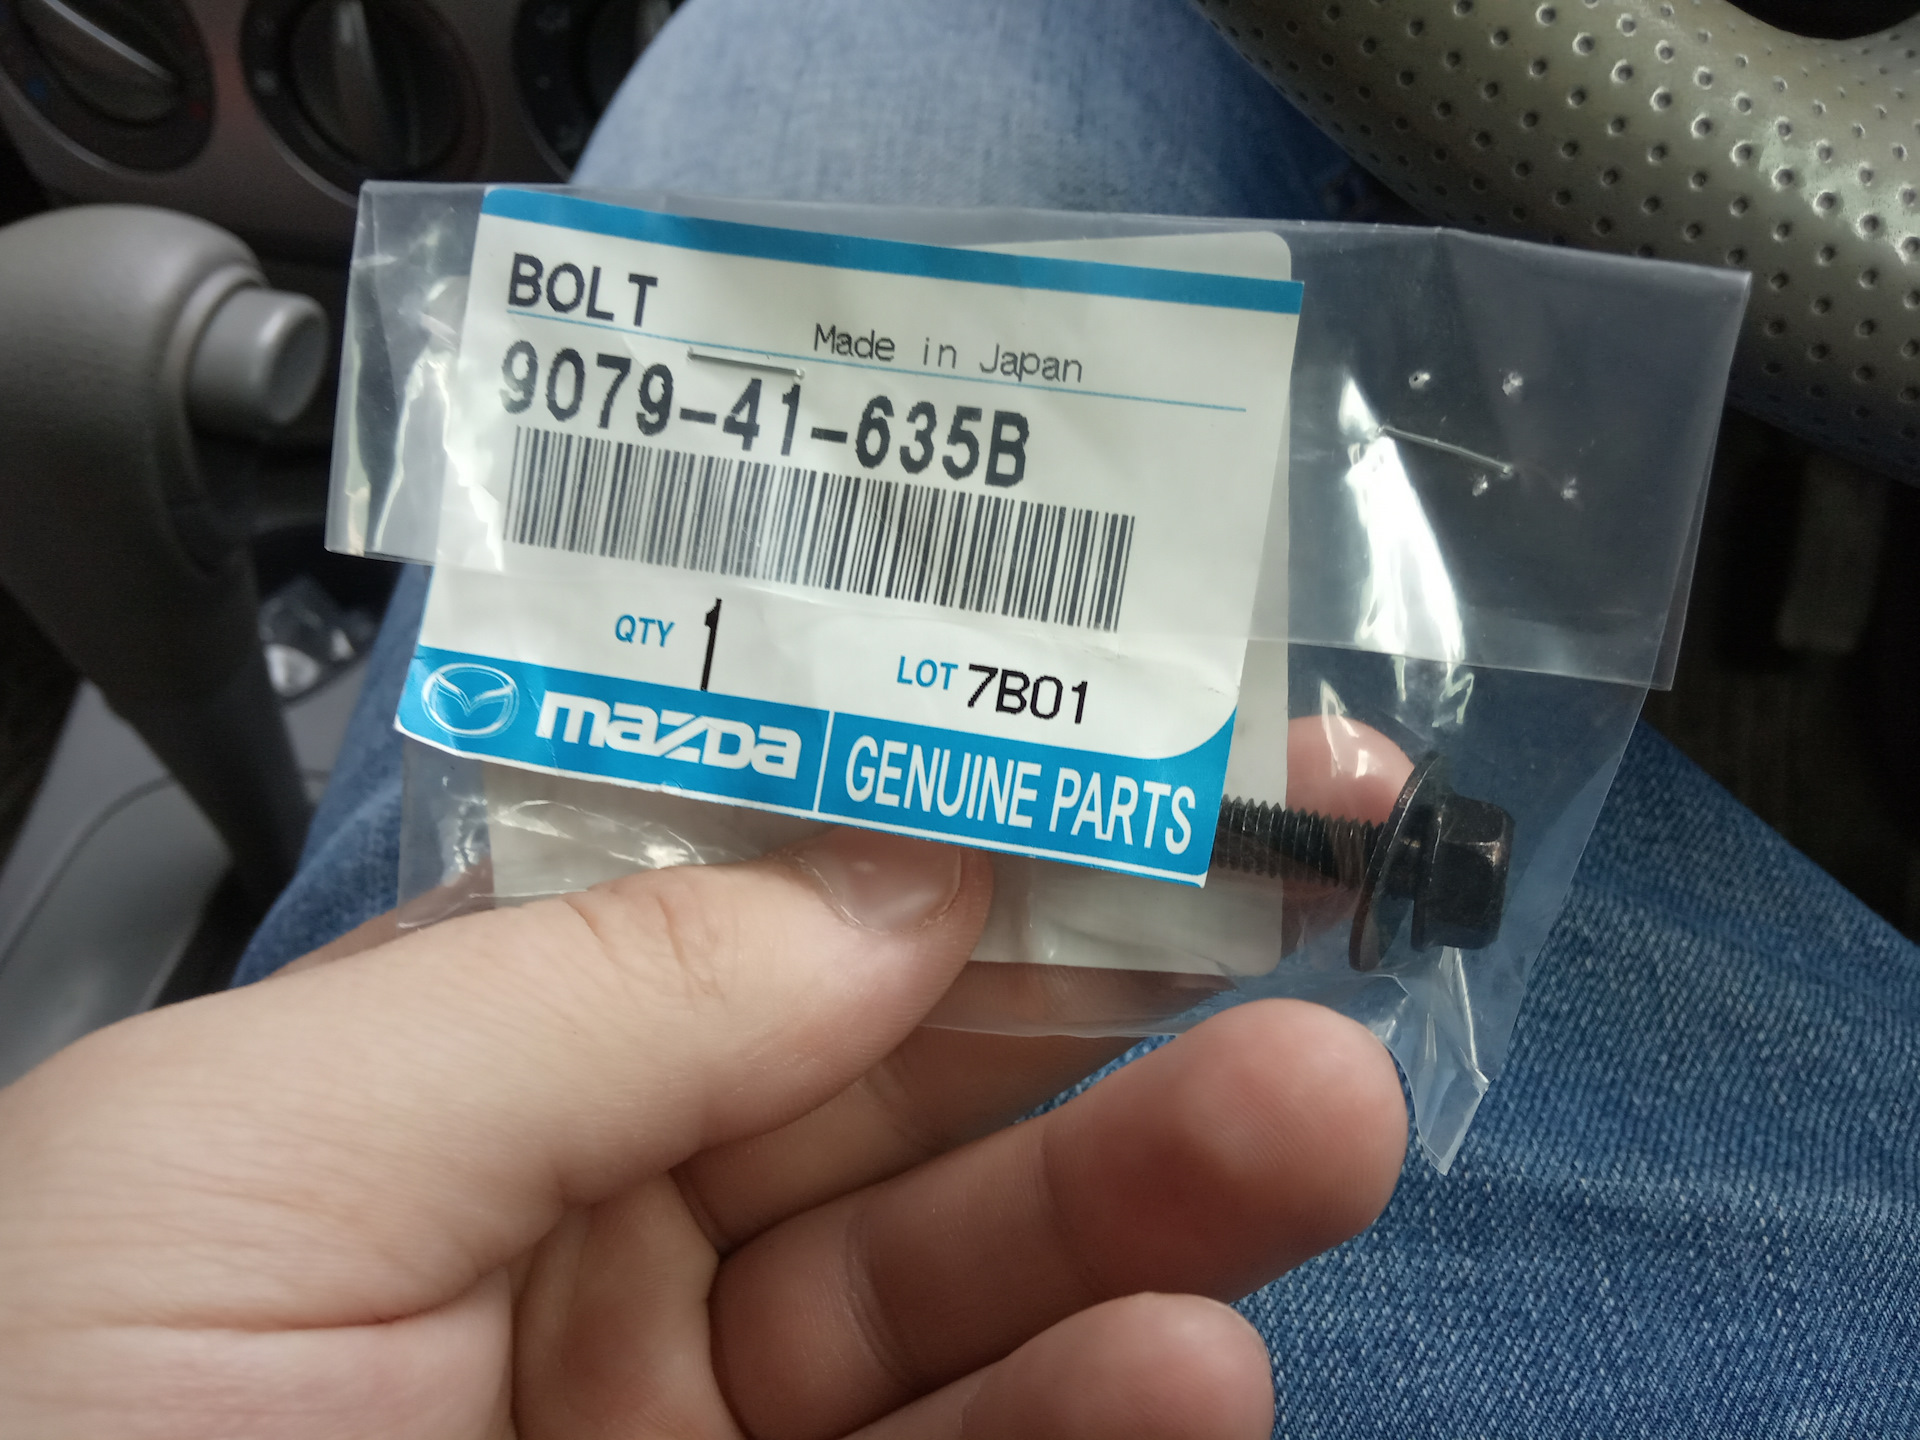 BOLT
Made in Japan
9079-41-635B
QTY 1
LOT 7B01
mazda GENUINE PARTS